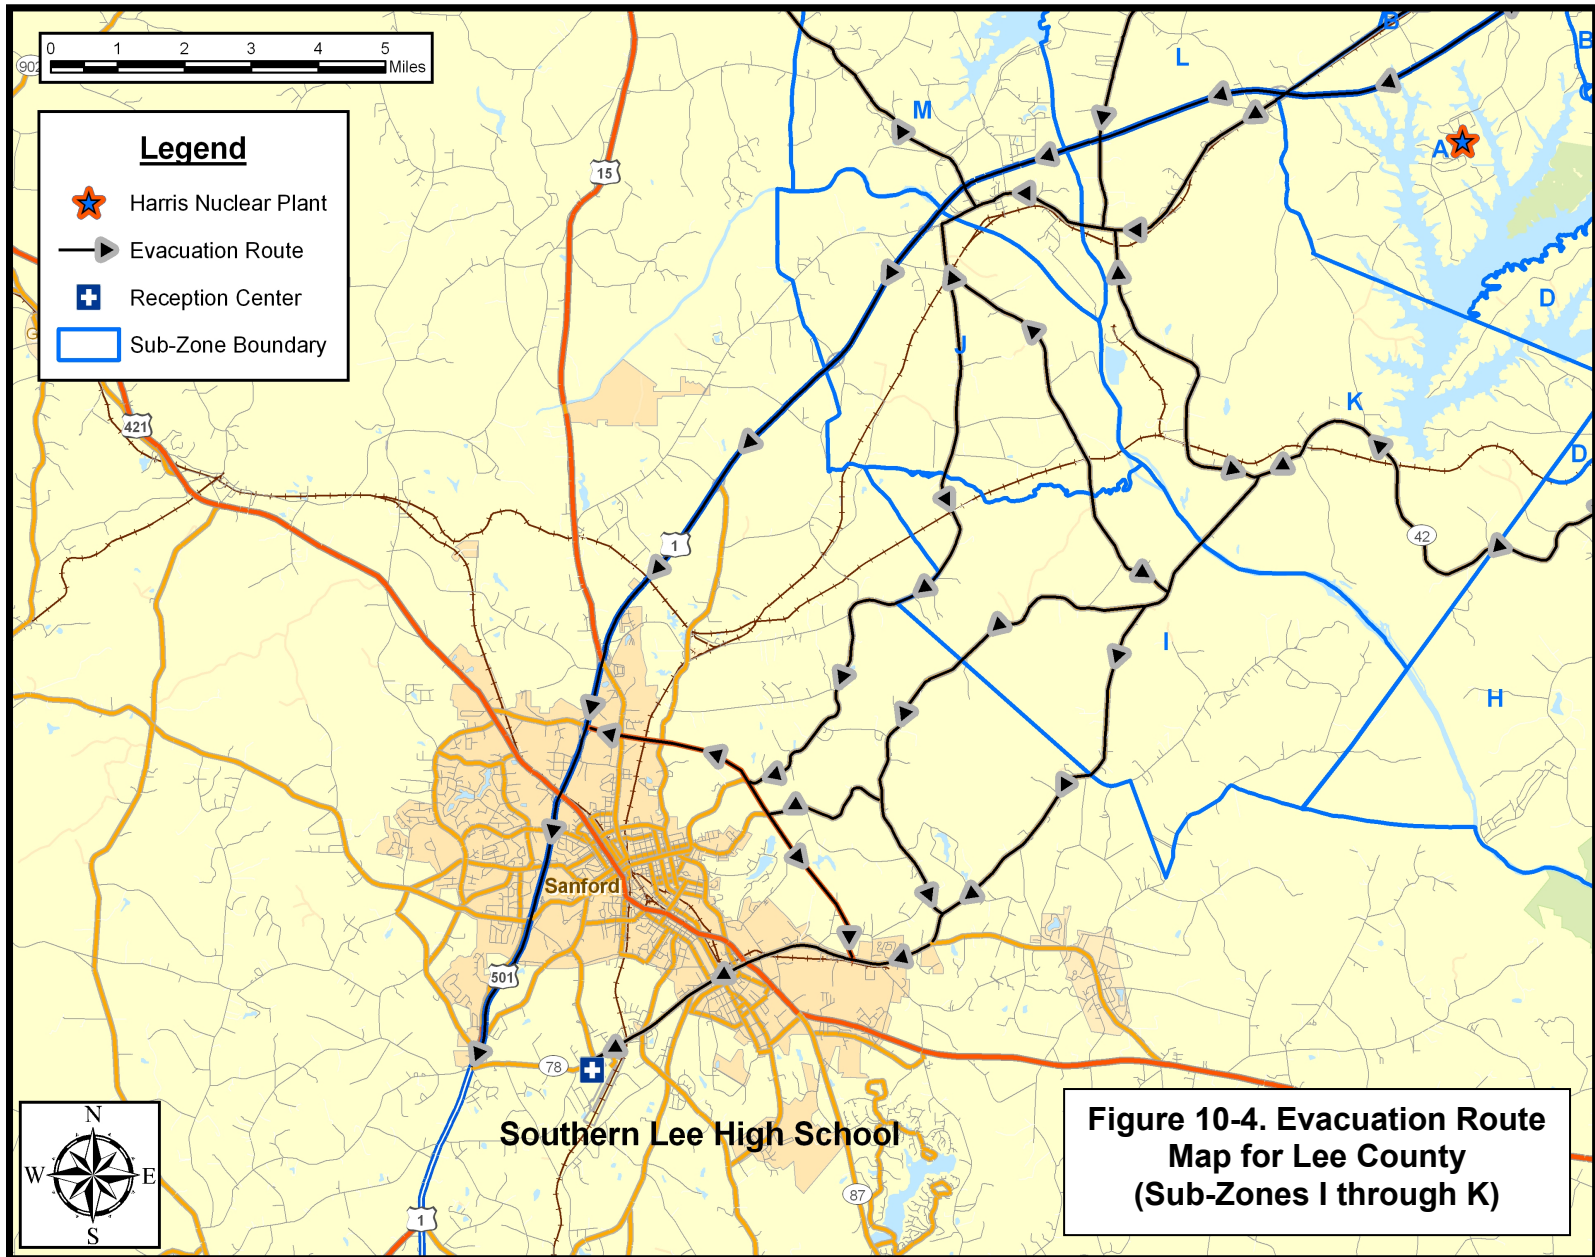 0 1 2 3 4 5
Miles
902
Legend
Harris Nuclear Plant
Evacuation Route
Reception Center
Sub-Zone Boundary
B
L
B
M
15
A
D
J
K
421
D
42
1
I
H
Sanford
501
78
Southern Lee High School
87
1
N
W E
S
Figure 10-4. Evacuation Route
Map for Lee County
(Sub-Zones I through K)